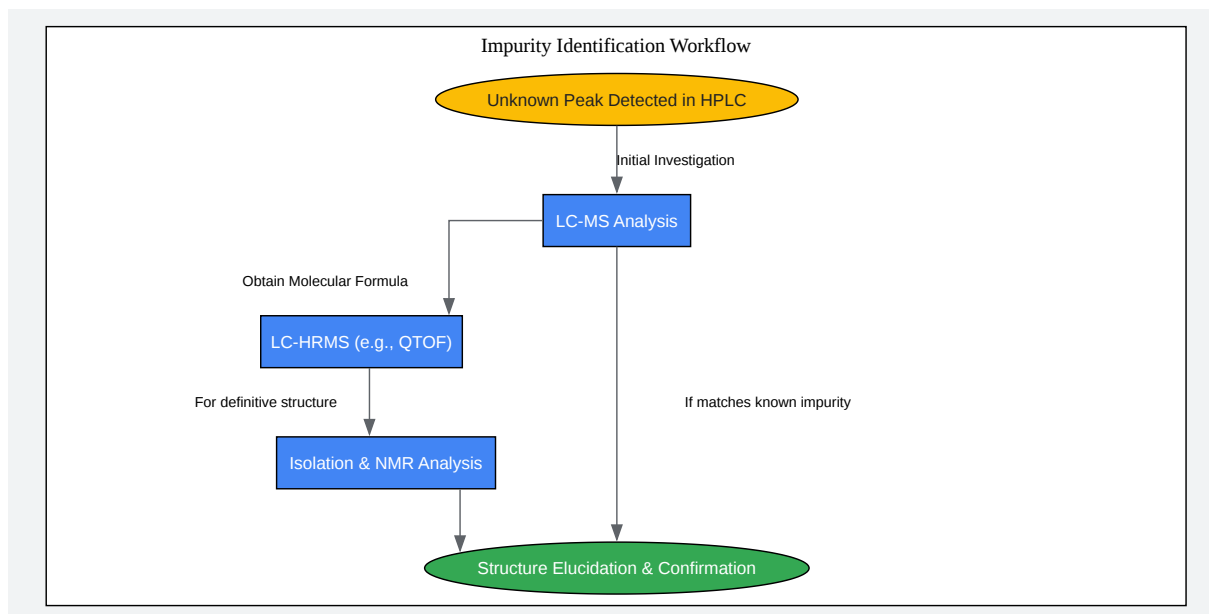 Impurity Identification Workflow
Unknown Peak Detected in HPLC
Initial Investigation
LC-MS Analysis
Obtain Molecular Formula
LC-HRMS (e.g., QTOF)
For definitive structure
If matches known impurity
Isolation & NMR Analysis
Structure Elucidation & Confirmation